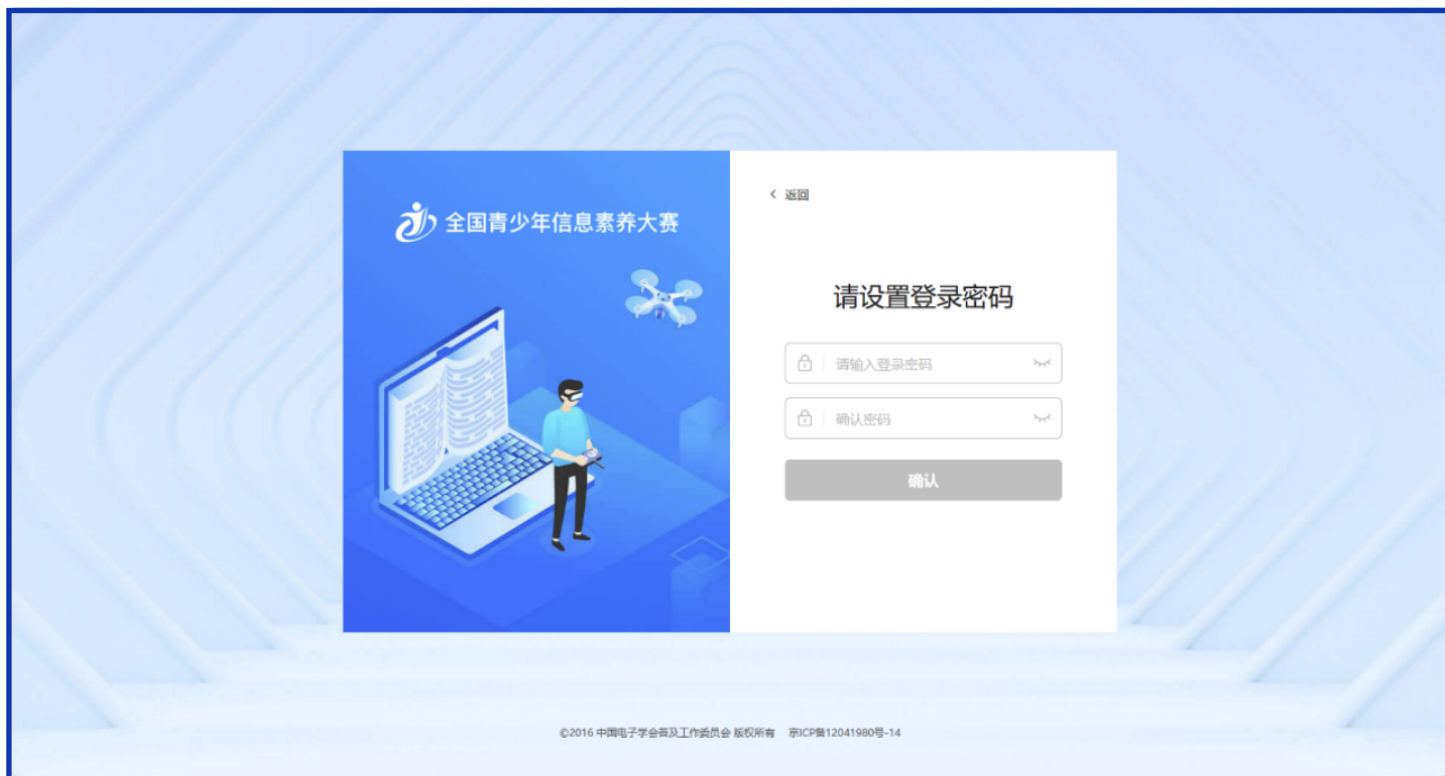 全国青少年信息素养大赛
返回
请设置登录密码
请输入登录密码
确认密码
确认
©2016 中国电子学会普及工作委员会 版权所有 京ICP备12041980号-14